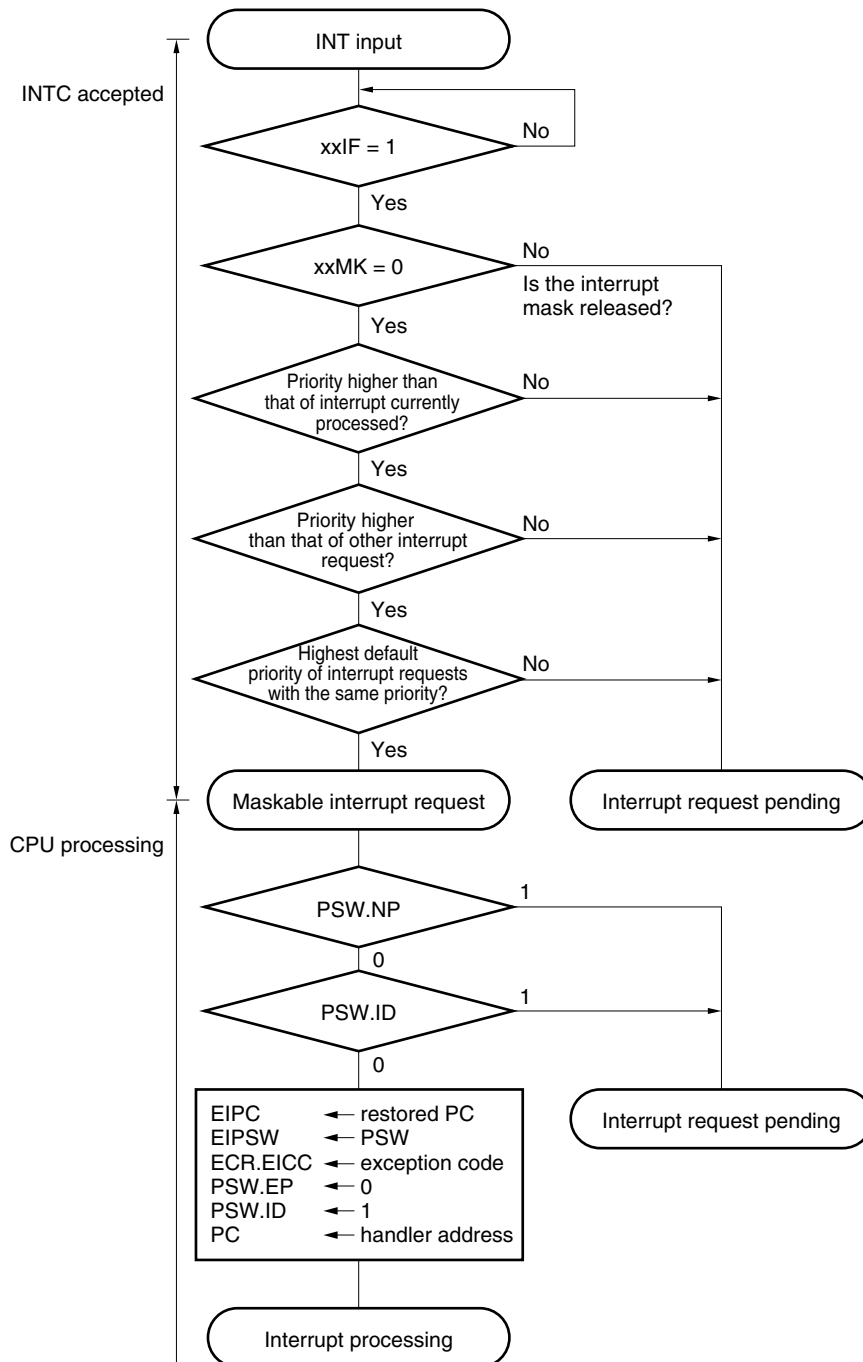 INT input
INTC accepted
xxIF = 1
No
Yes
xxMK = 0
No
Is the interrupt
mask released?
Yes
Priority higher than
that of interrupt currently
processed?
No
Yes
Priority higher
than that of other interrupt
request?
No
Yes
Highest default
priority of interrupt requests
with the same priority?
No
Yes
Maskable interrupt request
Interrupt request pending
CPU processing
PSW.NP
1
0
PSW.ID
1
0
EIPC ← restored PC
EIPSW ← PSW
ECR.EICC ← exception code
PSW.EP ← 0
PSW.ID ← 1
PC ← handler address
Interrupt request pending
Interrupt processing